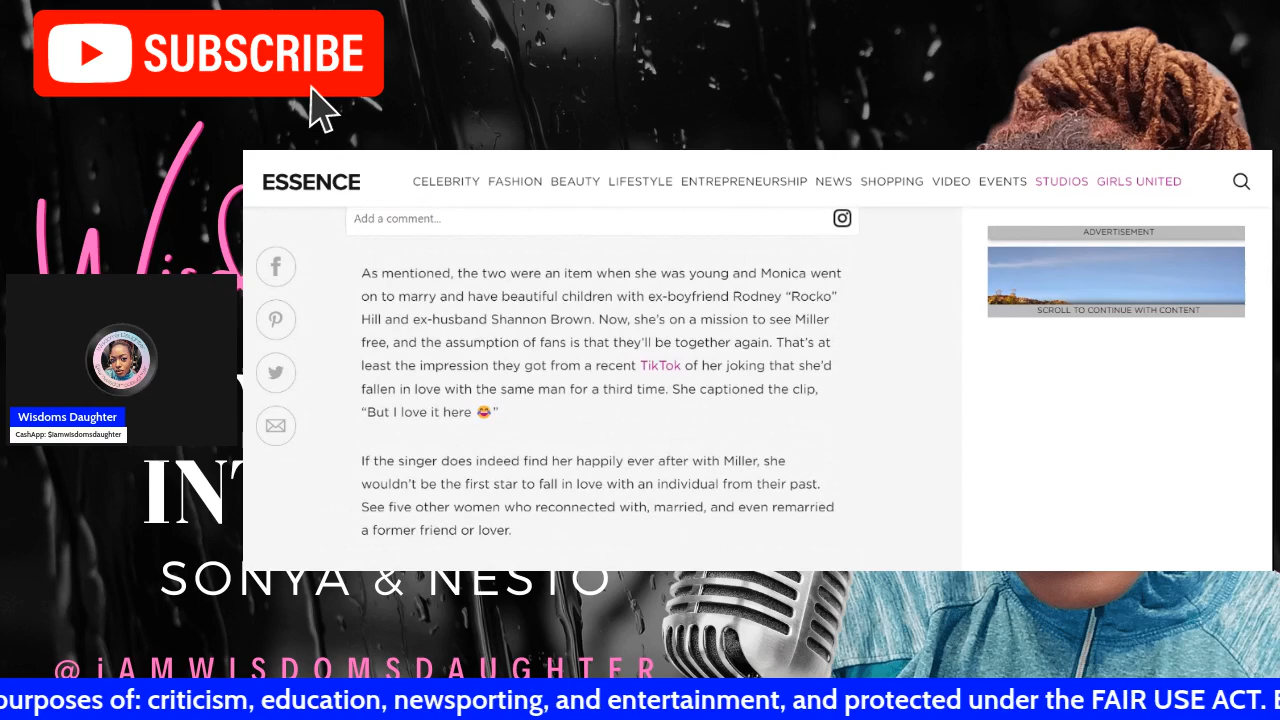 SUBSCRIBE
ESSENCE
CELEBRITY FASHION BEAUTY LIFESTYLE ENTREPRENEURSHIP NEWS SHOPPING VIDEO EVENTS STUDIOS GIRLS UNITED
Add a comment...
As mentioned, the two were an item when she was young and Monica went
on to marry and have beautiful children with ex-boyfriend Rodney “Rocko”
Hill and ex-husband Shannon Brown. Now, she’s on a mission to see Miller
free, and the assumption of fans is that they’ll be together again. That’s at
least the impression they got from a recent TikTok of her joking that she’d
fallen in love with the same man for a third time. She captioned the clip,
“But I love it here 😂”
If the singer does indeed find her happily ever after with Miller, she
wouldn’t be the first star to fall in love with an individual from their past.
See five other women who reconnected with, married, and even remarried
a former friend or lover.
ADVERTISEMENT
SCROLL TO CONTINUE WITH CONTENT
Wisdoms Daughter
CashApp: $iamwisdomsdaughter
SONYA & NESTO
@iAMWISDOMSDAUGHTER
purposes of: criticism, education, newsporting, and entertainment, and protected under the FAIR USE ACT.